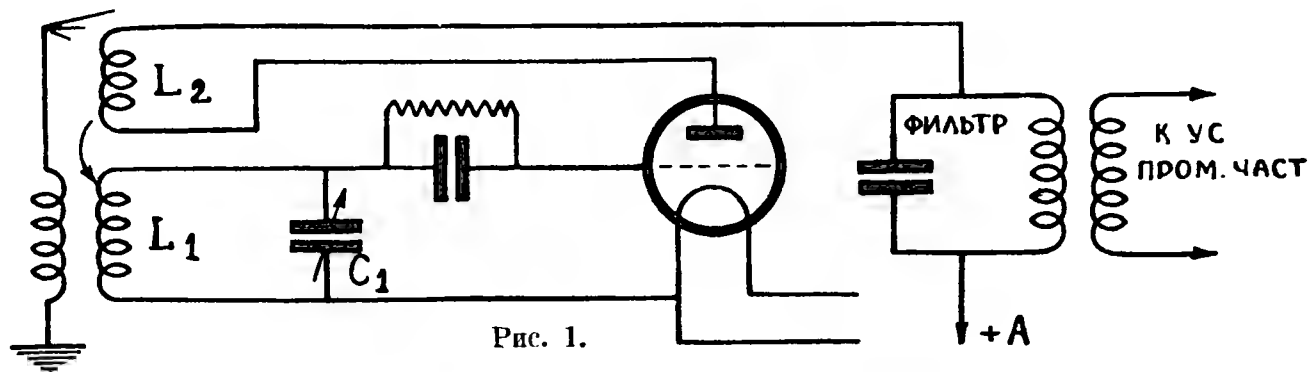 L2
L1
C1
ФИЛЬТР
К УС
ПРОМ. ЧАСТ
+А
Рис. 1.